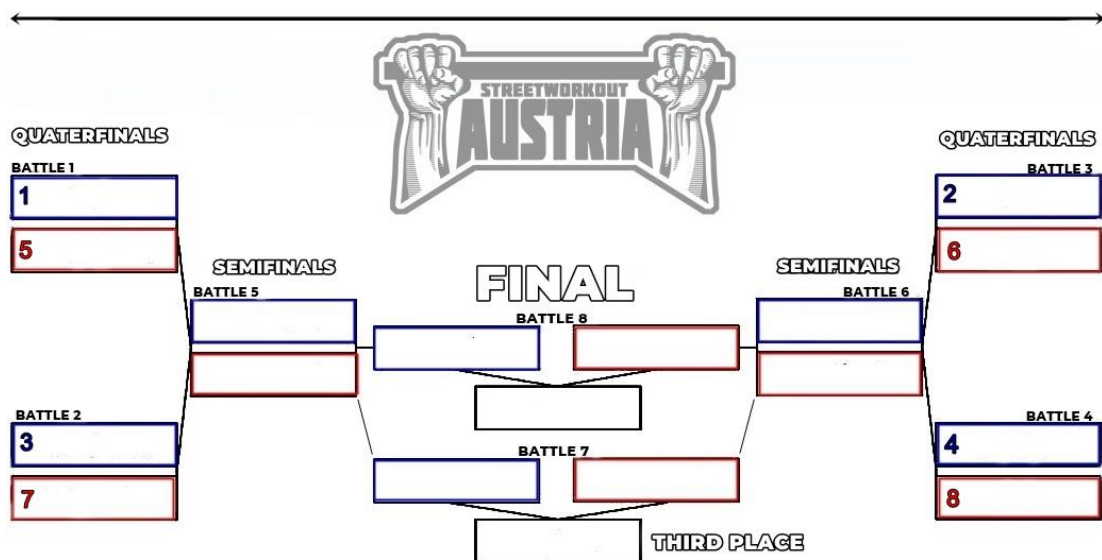 STREETWORKOUT
AUSTRIA
QUATERFINALS
QUATERFINALS
BATTLE 1
BATTLE 3
1
2
5
6
SEMIFINALS
FINAL
SEMIFINALS
BATTLE 5
BATTLE 6
BATTLE 8
BATTLE 2
BATTLE 4
3
4
BATTLE 7
7
8
THIRD PLACE